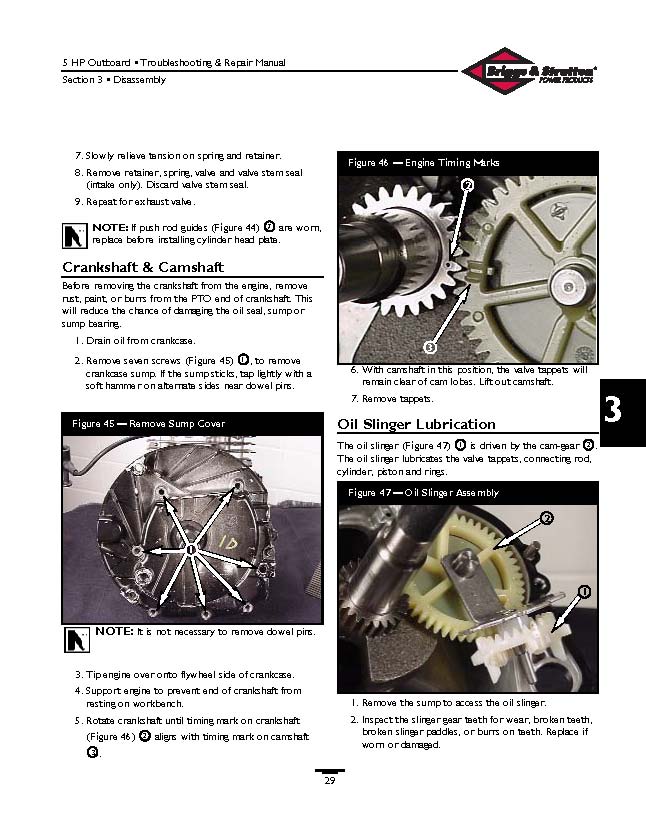 5 HP Outboard • Troubleshooting & Repair Manual
Section 3 • Disassembly
Briggs & Stratton
POWER PRODUCTS
7. Slowly relieve tension on spring and retainer.
8. Remove retainer, spring, valve and valve stem seal
(intake only). Discard valve stem seal.
9. Repeat for exhaust valve.
NOTE: If push rod guides (Figure 44) 2 are worn,
replace before installing cylinder head plate.
Crankshaft & Camshaft
Before removing the crankshaft from the engine, remove
rust, paint, or burrs from the PTO end of crankshaft. This
will reduce the chance of damaging the oil seal, sump or
sump bearing.
1. Drain oil from crankcase.
2. Remove seven screws (Figure 45) 1, to remove
crankcase sump. If the sump sticks, tap lightly with a
soft hammer on alternate sides near dowel pins.
Figure 45 — Remove Sump Cover
1
1D
NOTE: It is not necessary to remove dowel pins.
3. Tip engine over onto flywheel side of crankcase.
4. Support engine to prevent end of crankshaft from
resting on workbench.
5. Rotate crankshaft until timing mark on crankshaft
(Figure 46) 2 aligns with timing mark on camshaft
3.
Figure 46 — Engine Timing Marks
2
3
6. With camshaft in this position, the valve tappets will
remain clear of cam lobes. Lift out camshaft.
7. Remove tappets.
3
Oil Slinger Lubrication
The oil slinger (Figure 47) 1 is driven by the cam-gear 2.
The oil slinger lubricates the valve tappets, connecting rod,
cylinder, piston and rings.
Figure 47 — Oil Slinger Assembly
2
1
1. Remove the sump to access the oil slinger.
2. Inspect the slinger gear teeth for wear, broken teeth,
broken slinger paddles, or burrs on teeth. Replace if
worn or damaged.
29